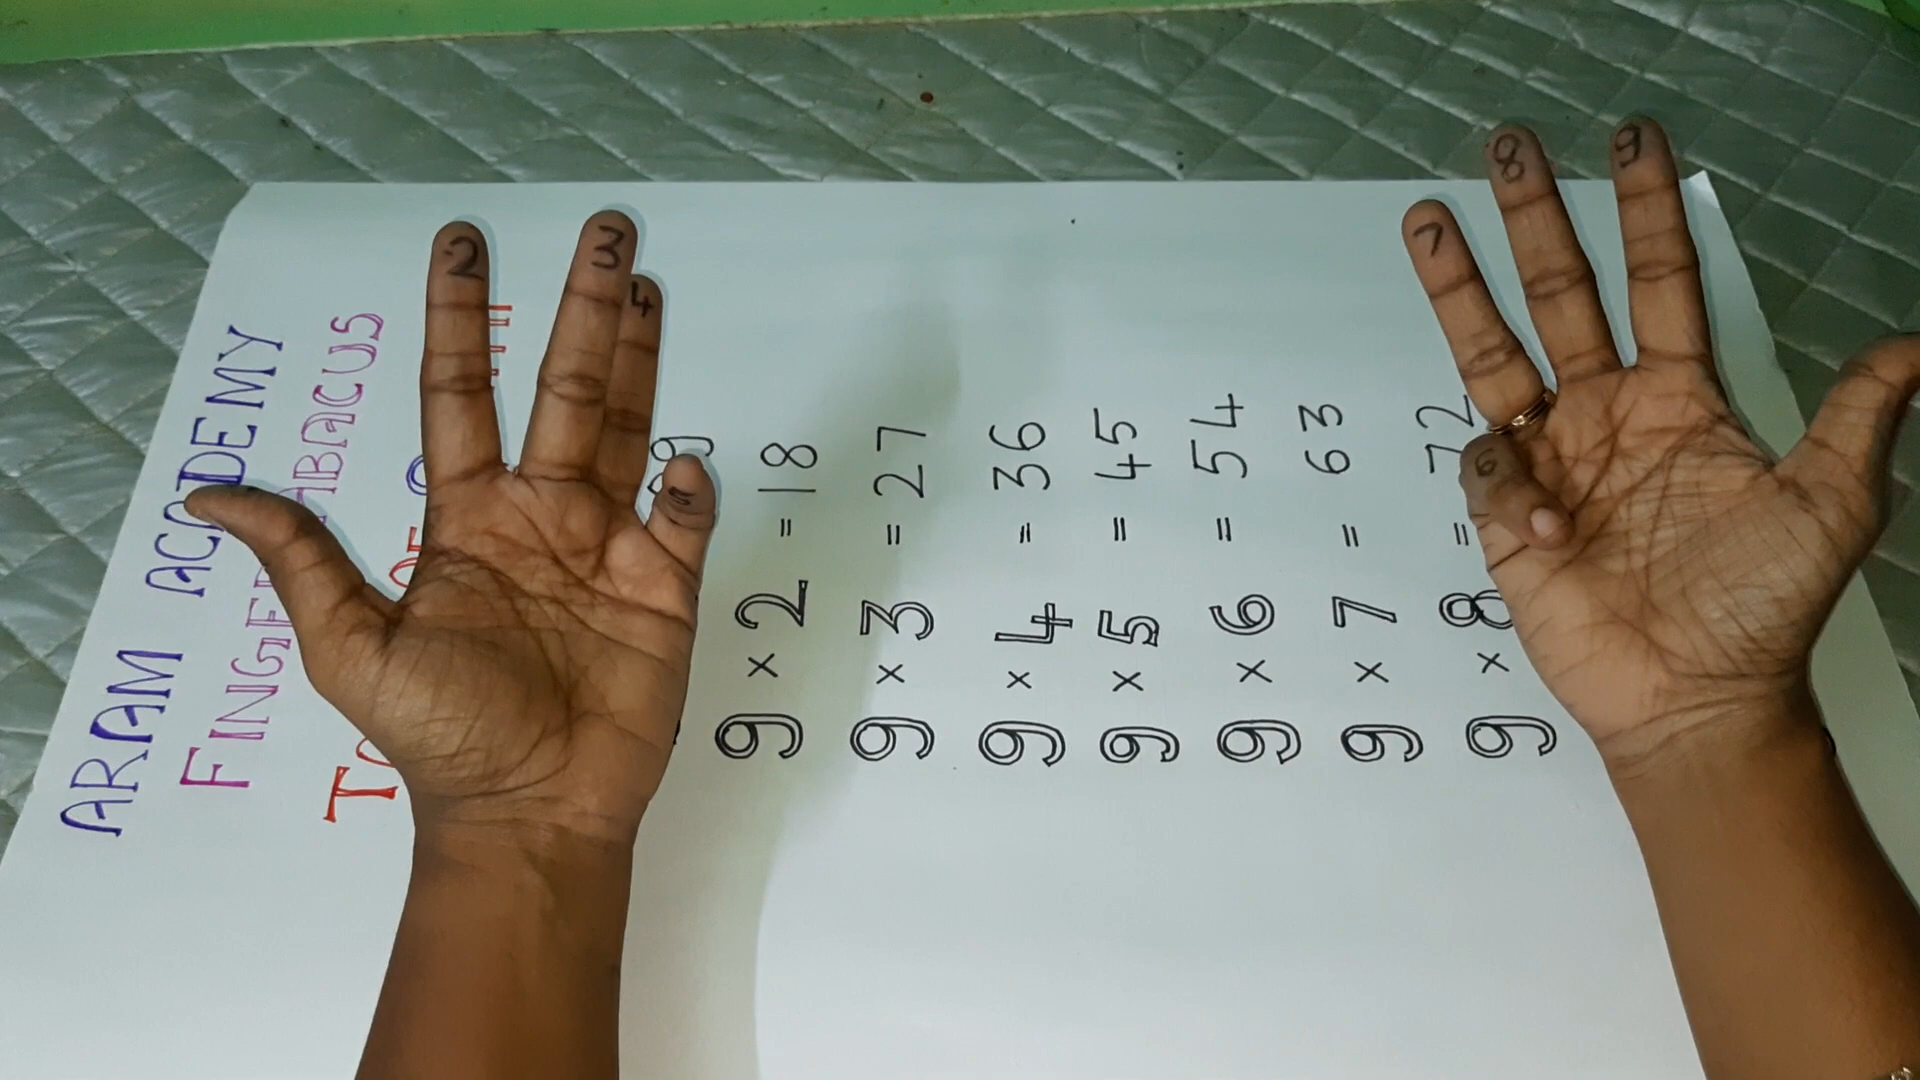 ARAM ACADEMY
FINGER ABACUS
9 × 2 = 18
9 × 3 = 27
9 × 4 = 36
9 × 5 = 45
9 × 6 = 54
9 × 7 = 63
9 × 8 = 72
2
3
4
6
7
8
9